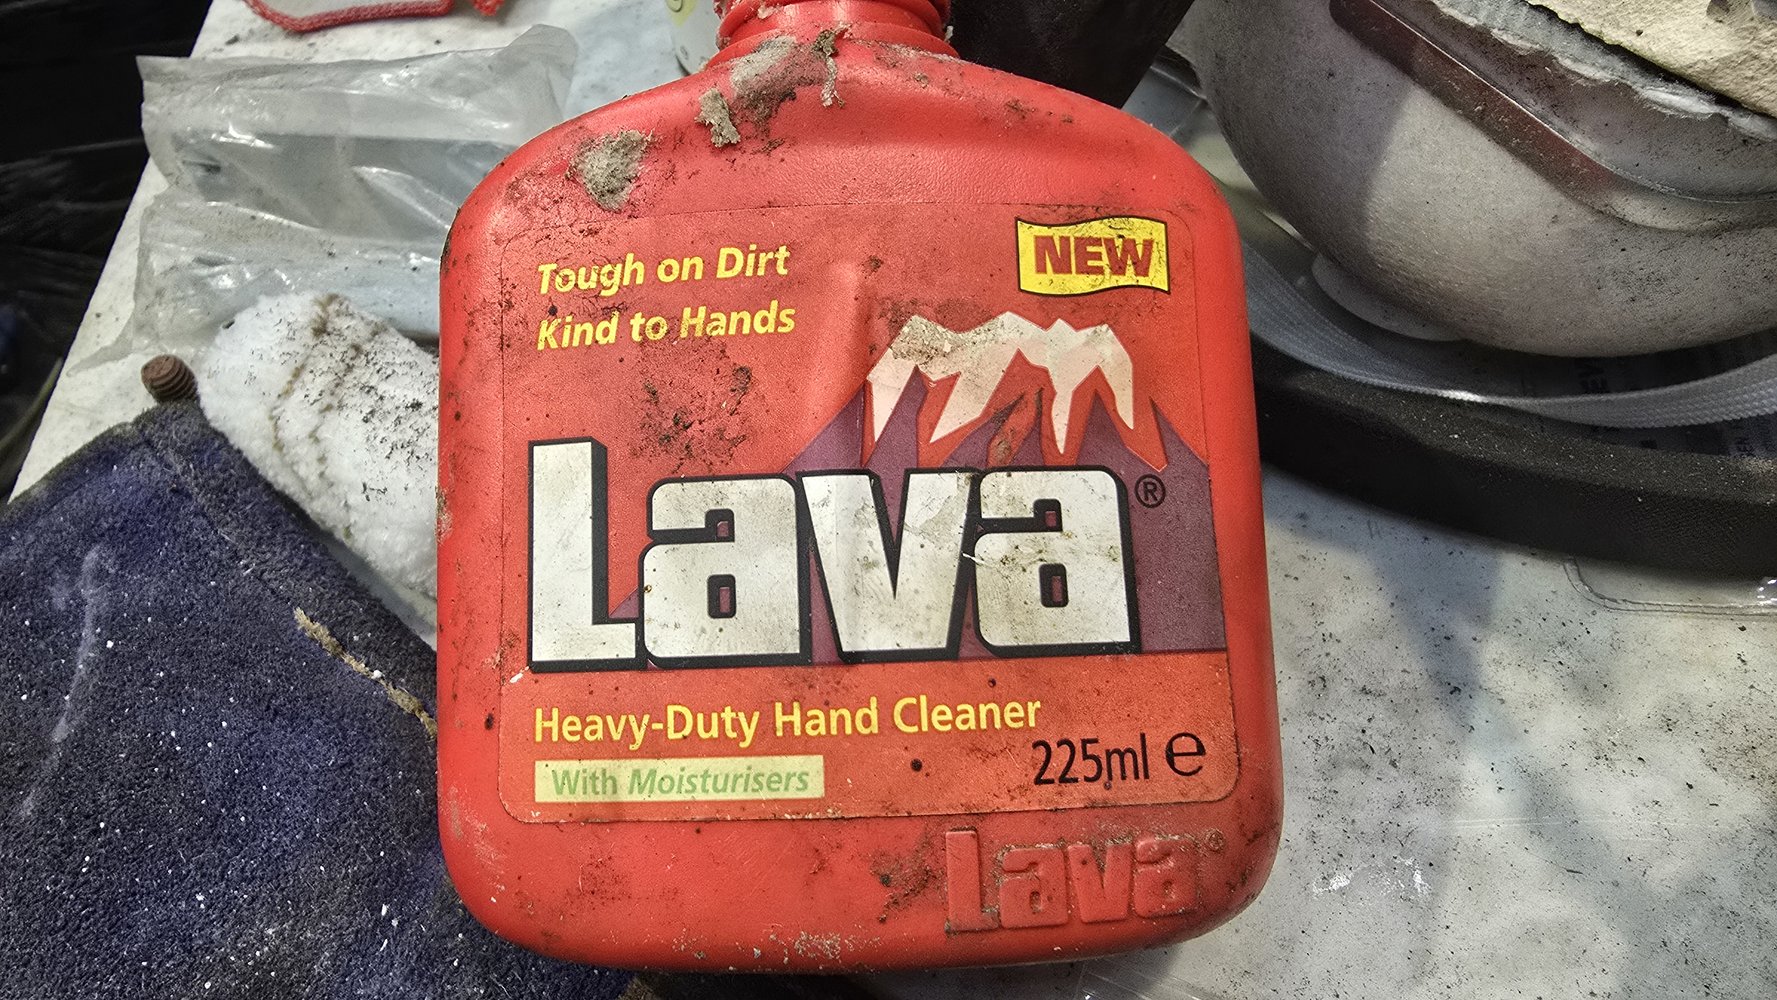 Tough on Dirt
Kind to Hands
NEW
Lava®
Heavy-Duty Hand Cleaner
With Moisturisers
225ml ℮
Lava®